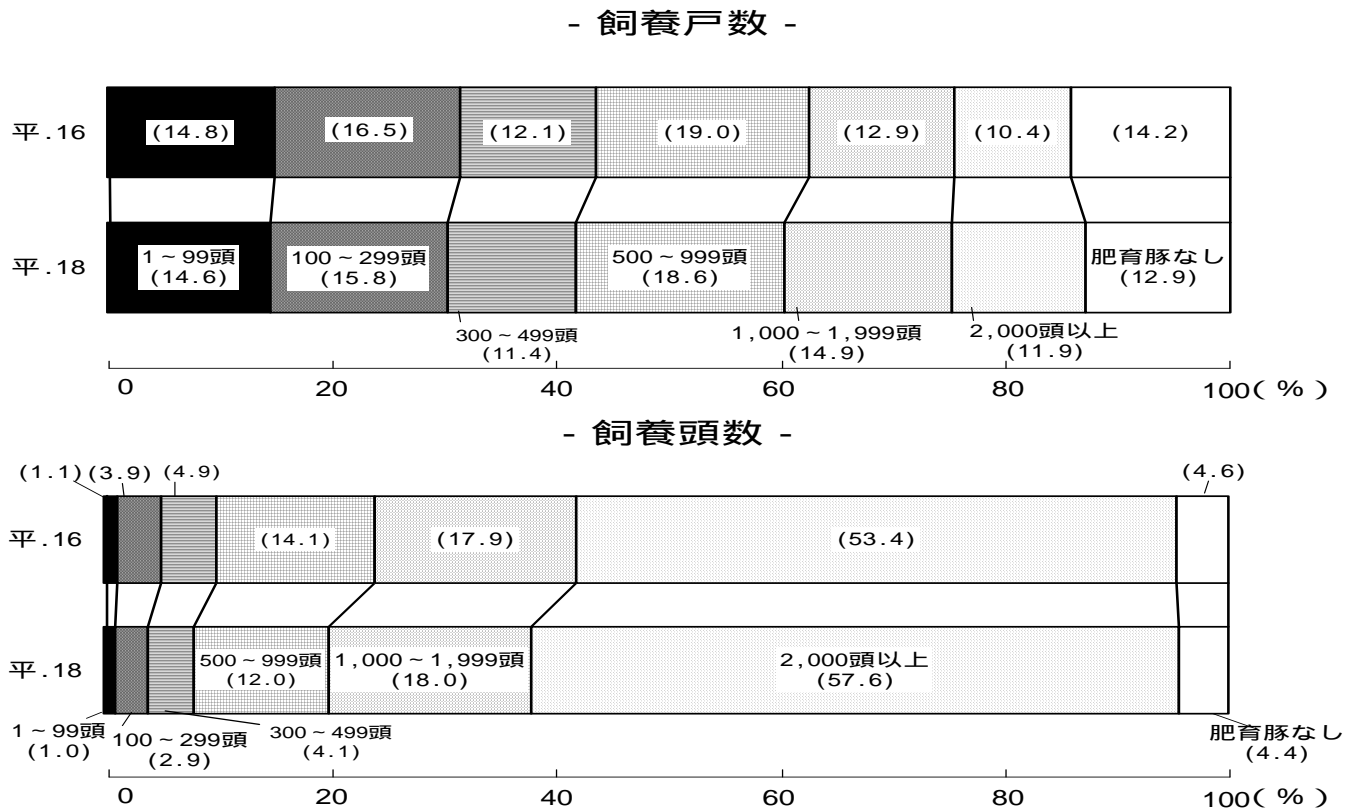 - 飼養戸数 -
平.16
(14.8)
(16.5)
(12.1)
(19.0)
(12.9)
(10.4)
(14.2)
平.18
1～99頭
(14.6)
100～299頭
(15.8)
500～999頭
(18.6)
肥育豚なし
(12.9)
300～499頭
(11.4)
1,000～1,999頭
(14.9)
2,000頭以上
(11.9)
0 20 40 60 80 100(%)
- 飼養頭数 -
(1.1)(3.9)(4.9)
(4.6)
平.16
(14.1)
(17.9)
(53.4)
平.18
500～999頭
(12.0)
1,000～1,999頭
(18.0)
2,000頭以上
(57.6)
1～99頭
(1.0)
100～299頭
(2.9)
300～499頭
(4.1)
肥育豚なし
(4.4)
0 20 40 60 80 100(%)